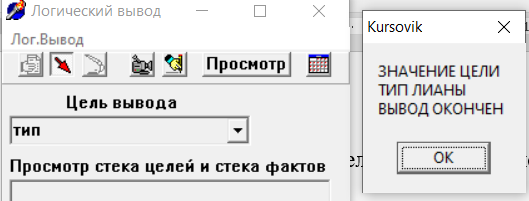 Логический вывод
Лог.Вывод
Просмотр
Цель вывода
тип
Просмотр стека целей и стека фактов
Kursovik
ЗНАЧЕНИЕ ЦЕЛИ
ТИП ЛИАНЫ
ВЫВОД ОКОНЧЕН
OK